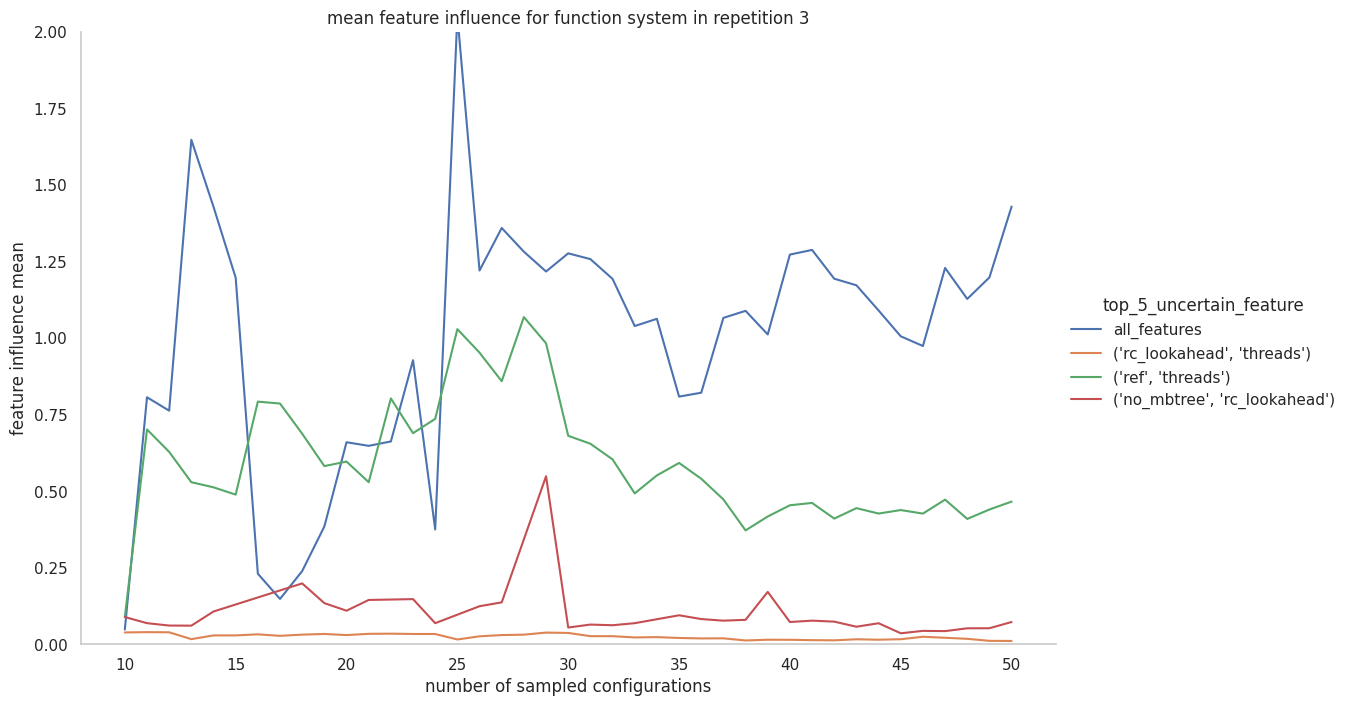 mean feature influence for function system in repetition 3
2.00
1.75
1.50
1.25
1.00
0.75
0.50
0.25
0.00
feature influence mean
10 15 20 25 30 35 40 45 50
number of sampled configurations
top_5_uncertain_feature
all_features
('rc_lookahead', 'threads')
('ref', 'threads')
('no_mbtree', 'rc_lookahead')